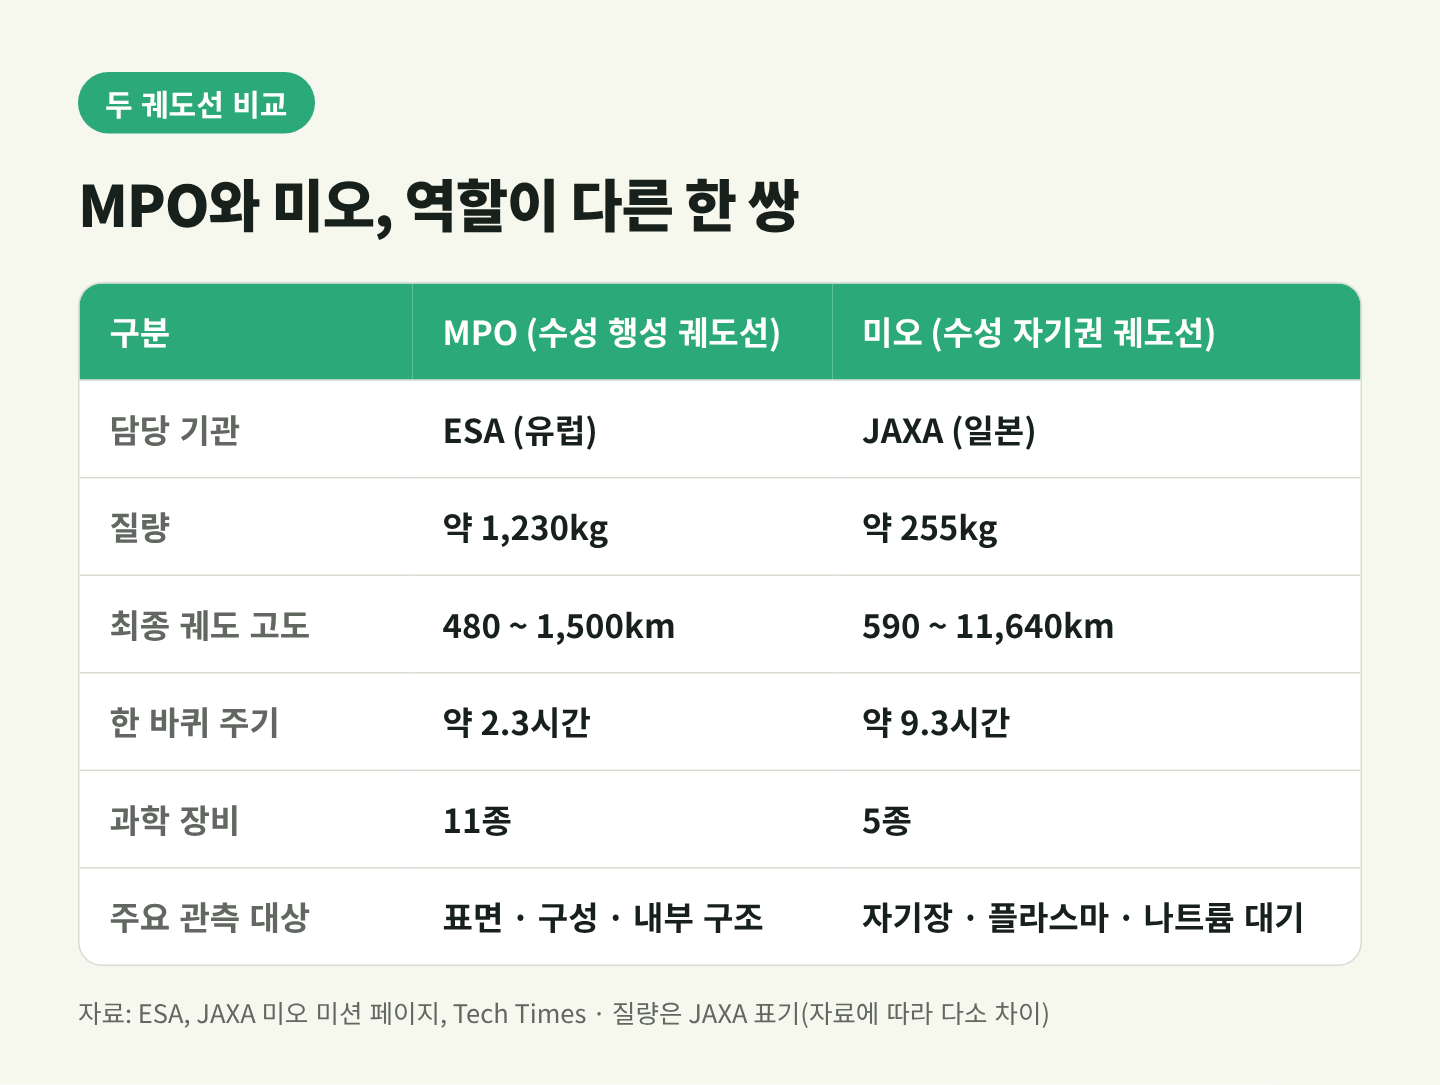 두 궤도선 비교
MPO와 미오, 역할이 다른 한 쌍
구분 MPO (수성 행성 궤도선) 미오 (수성 자기권 궤도선)
담당 기관 ESA (유럽) JAXA (일본)
질량 약 1,230kg 약 255kg
최종 궤도 고도 480 ~ 1,500km 590 ~ 11,640km
한 바퀴 주기 약 2.3시간 약 9.3시간
과학 장비 11종 5종
주요 관측 대상 표면 · 구성 · 내부 구조 자기장 · 플라스마 · 나트륨 대기
자료: ESA, JAXA 미오 미션 페이지, Tech Times · 질량은 JAXA 표기(자료에 따라 다소 차이)